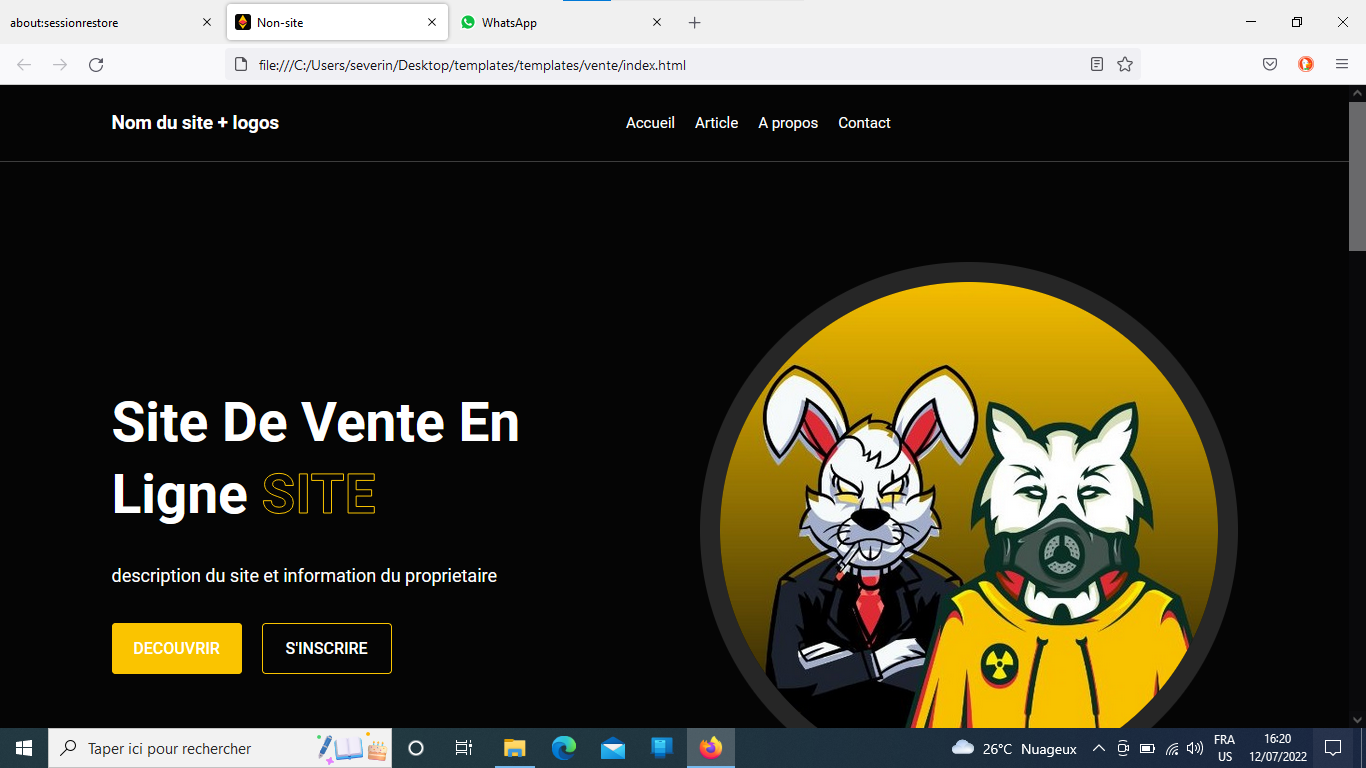 about:sessionrestore
Non-site
WhatsApp
file:///C:/Users/severin/Desktop/templates/templates/vente/index.html
Nom du site + logos
Accueil Article A propos Contact
Site De Vente En
Ligne SITE
description du site et information du proprietaire
DECOUVRIR
S'INSCRIRE
Taper ici pour rechercher
26°C Nuageux
FRA
US
16:20
12/07/2022